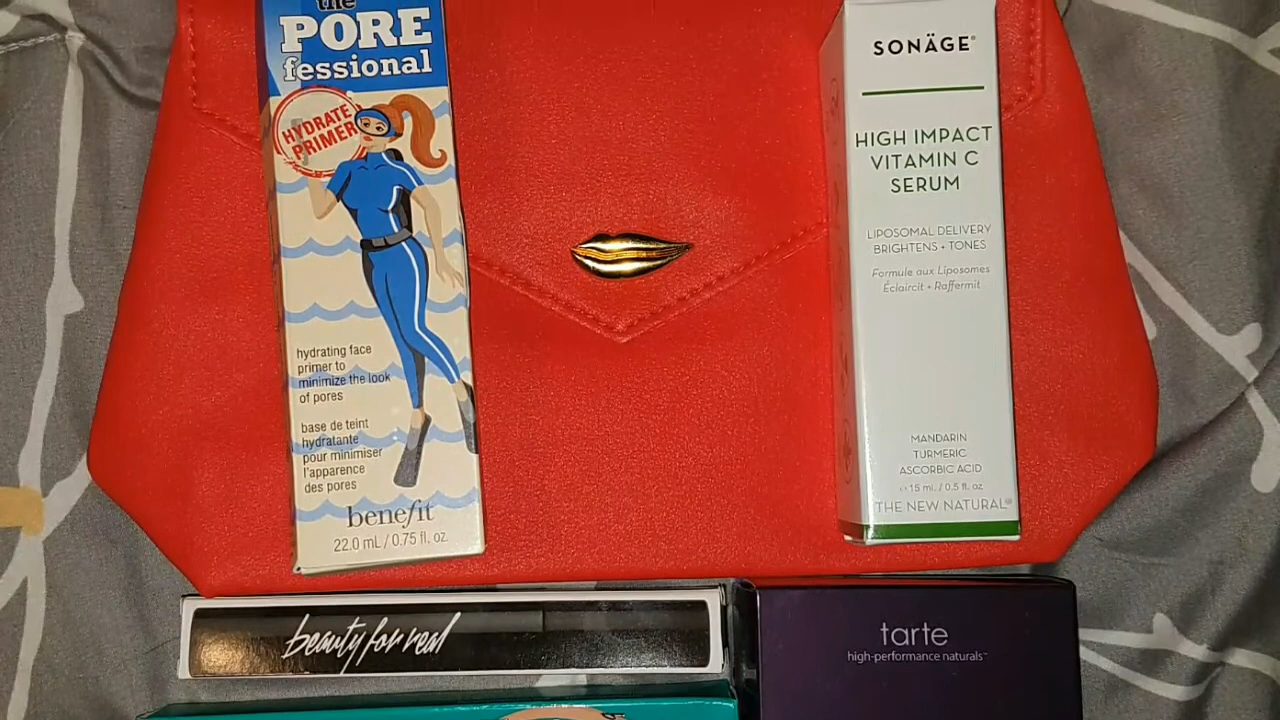 the
PORE
fessional
HYDRATE
PRIMER
hydrating face
primer to
minimize the look
of pores
base de teint
hydratante
pour minimiser
l'apparence
des pores
benefit
22.0 mL / 0.75 fl. oz.
SONÄGE®
HIGH IMPACT
VITAMIN C
SERUM
LIPOSOMAL DELIVERY
BRIGHTENS + TONES
Formule aux Liposomes
Éclaircit + Raffermit
MANDARIN
TURMERIC
ASCORBIC ACID
15 ml. / 0.5 fl. oz
THE NEW NATURAL®
beauty for real
tarte
high-performance naturals™